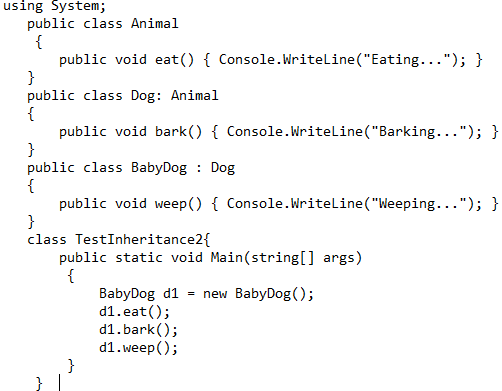 using System;
public class Animal
{
public void eat() { Console.WriteLine("Eating..."); }
}
public class Dog: Animal
{
public void bark() { Console.WriteLine("Barking..."); }
}
public class BabyDog : Dog
{
public void weep() { Console.WriteLine("Weeping..."); }
}
class TestInheritance2{
public static void Main(string[] args)
{
BabyDog d1 = new BabyDog();
d1.eat();
d1.bark();
d1.weep();
}
}